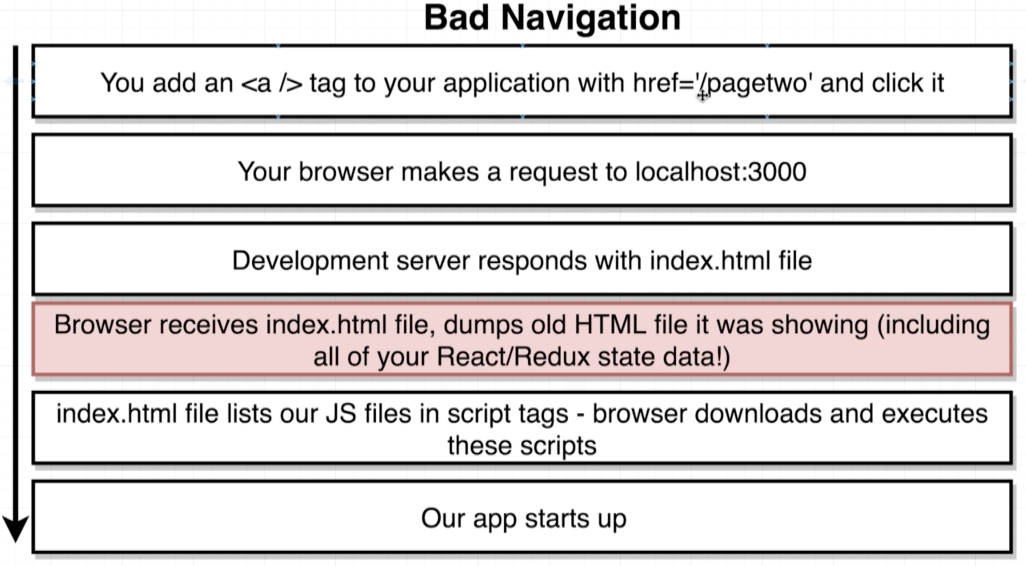 Bad Navigation
You add an <a /> tag to your application with href='/pagetwo' and click it
Your browser makes a request to localhost:3000
Development server responds with index.html file
Browser receives index.html file, dumps old HTML file it was showing (including
all of your React/Redux state data!)
index.html file lists our JS files in script tags - browser downloads and executes
these scripts
Our app starts up